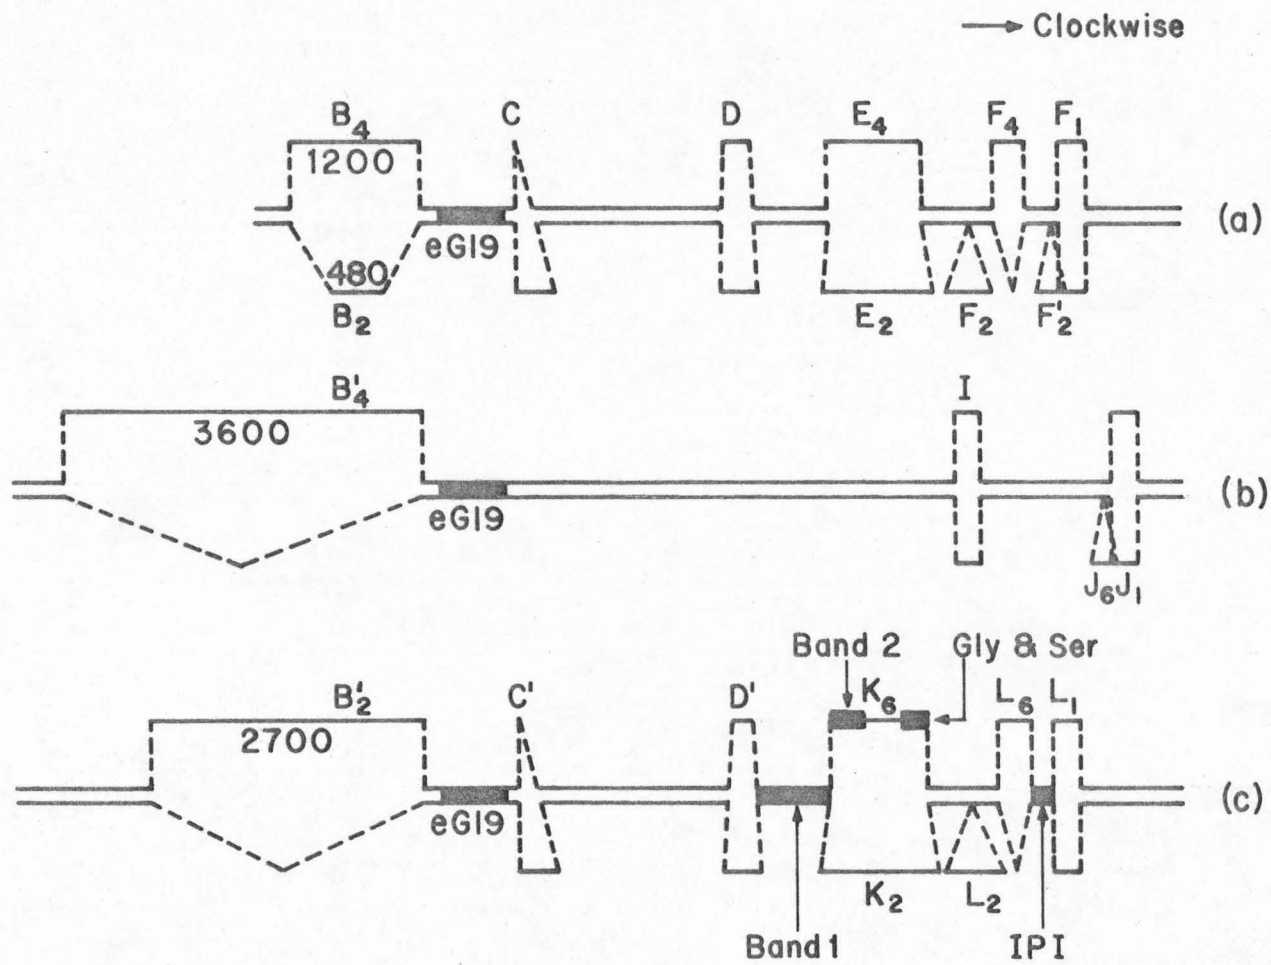 → Clockwise
B₄ C D E₄ F₄ F₁
1200
(a)
eG19
480
B₂ E₂ F₂ F'₂
B'₄ I
3600
(b)
eG19
J₆ J₁
Band 2 Gly & Ser
B'₂ C' D' K₆ L₆ L₁
2700
(c)
eG19
K₂ L₂
Band 1 IPI